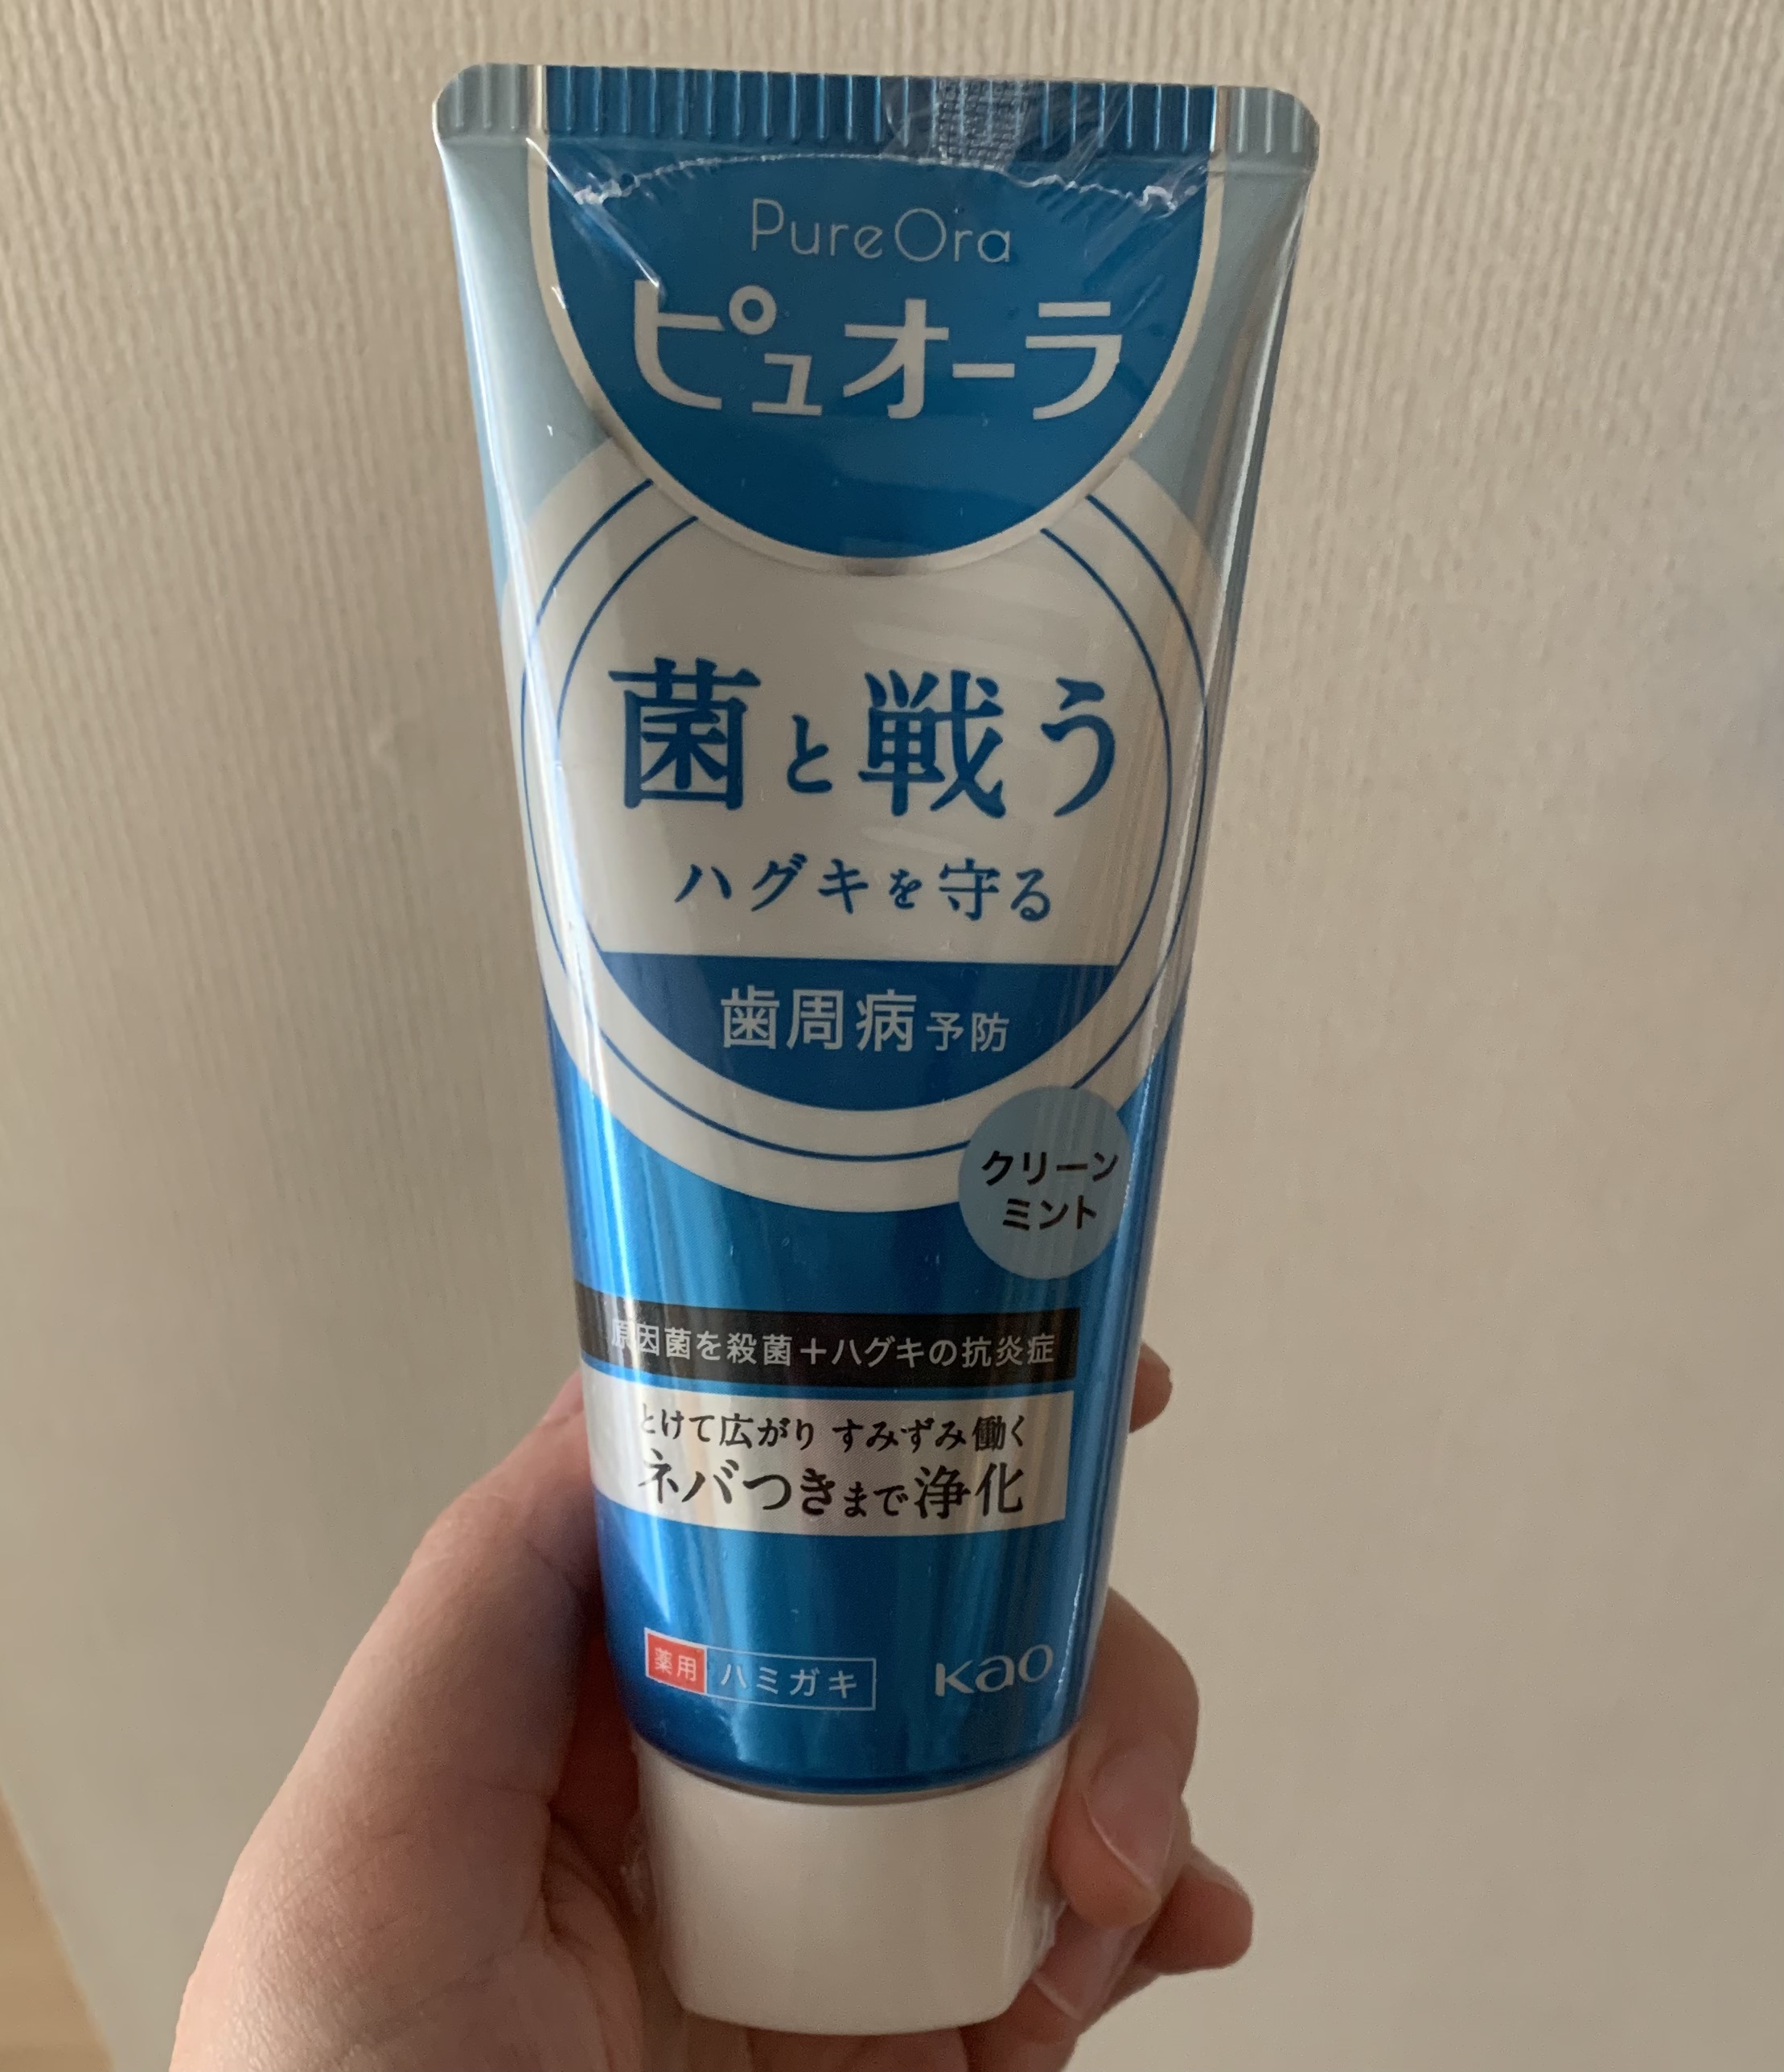 PureOra
ピュオーラ
菌と戦う
ハグキを守る
歯周病予防
クリーン
ミント
原因菌を殺菌＋ハグキの抗炎症
とけて広がり すみずみ働く
ネバつきまで浄化
薬用 ハミガキ
Kao